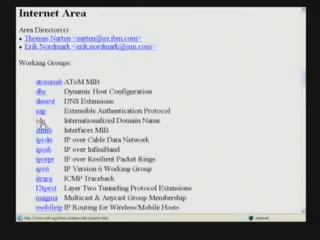 Internet Area
Area Director(s):
• Thomas Narten <narten@us.ibm.com>
• Erik Nordmark <erik.nordmark@sun.com>
Working Groups:
atommib AToM MIB
dhc Dynamic Host Configuration
dnsext DNS Extensions
eap Extensible Authentication Protocol
idn Internationalized Domain Name
ifmib Interfaces MIB
ipcdn IP over Cable Data Network
ipoib IP over InfiniBand
iporpr IP over Resilient Packet Rings
ipv6 IP Version 6 Working Group
itrace ICMP Traceback
l2tpext Layer Two Tunneling Protocol Extensions
magma Multicast & Anycast Group Membership
mobileip IP Routing for Wireless/Mobile Hosts
Internet